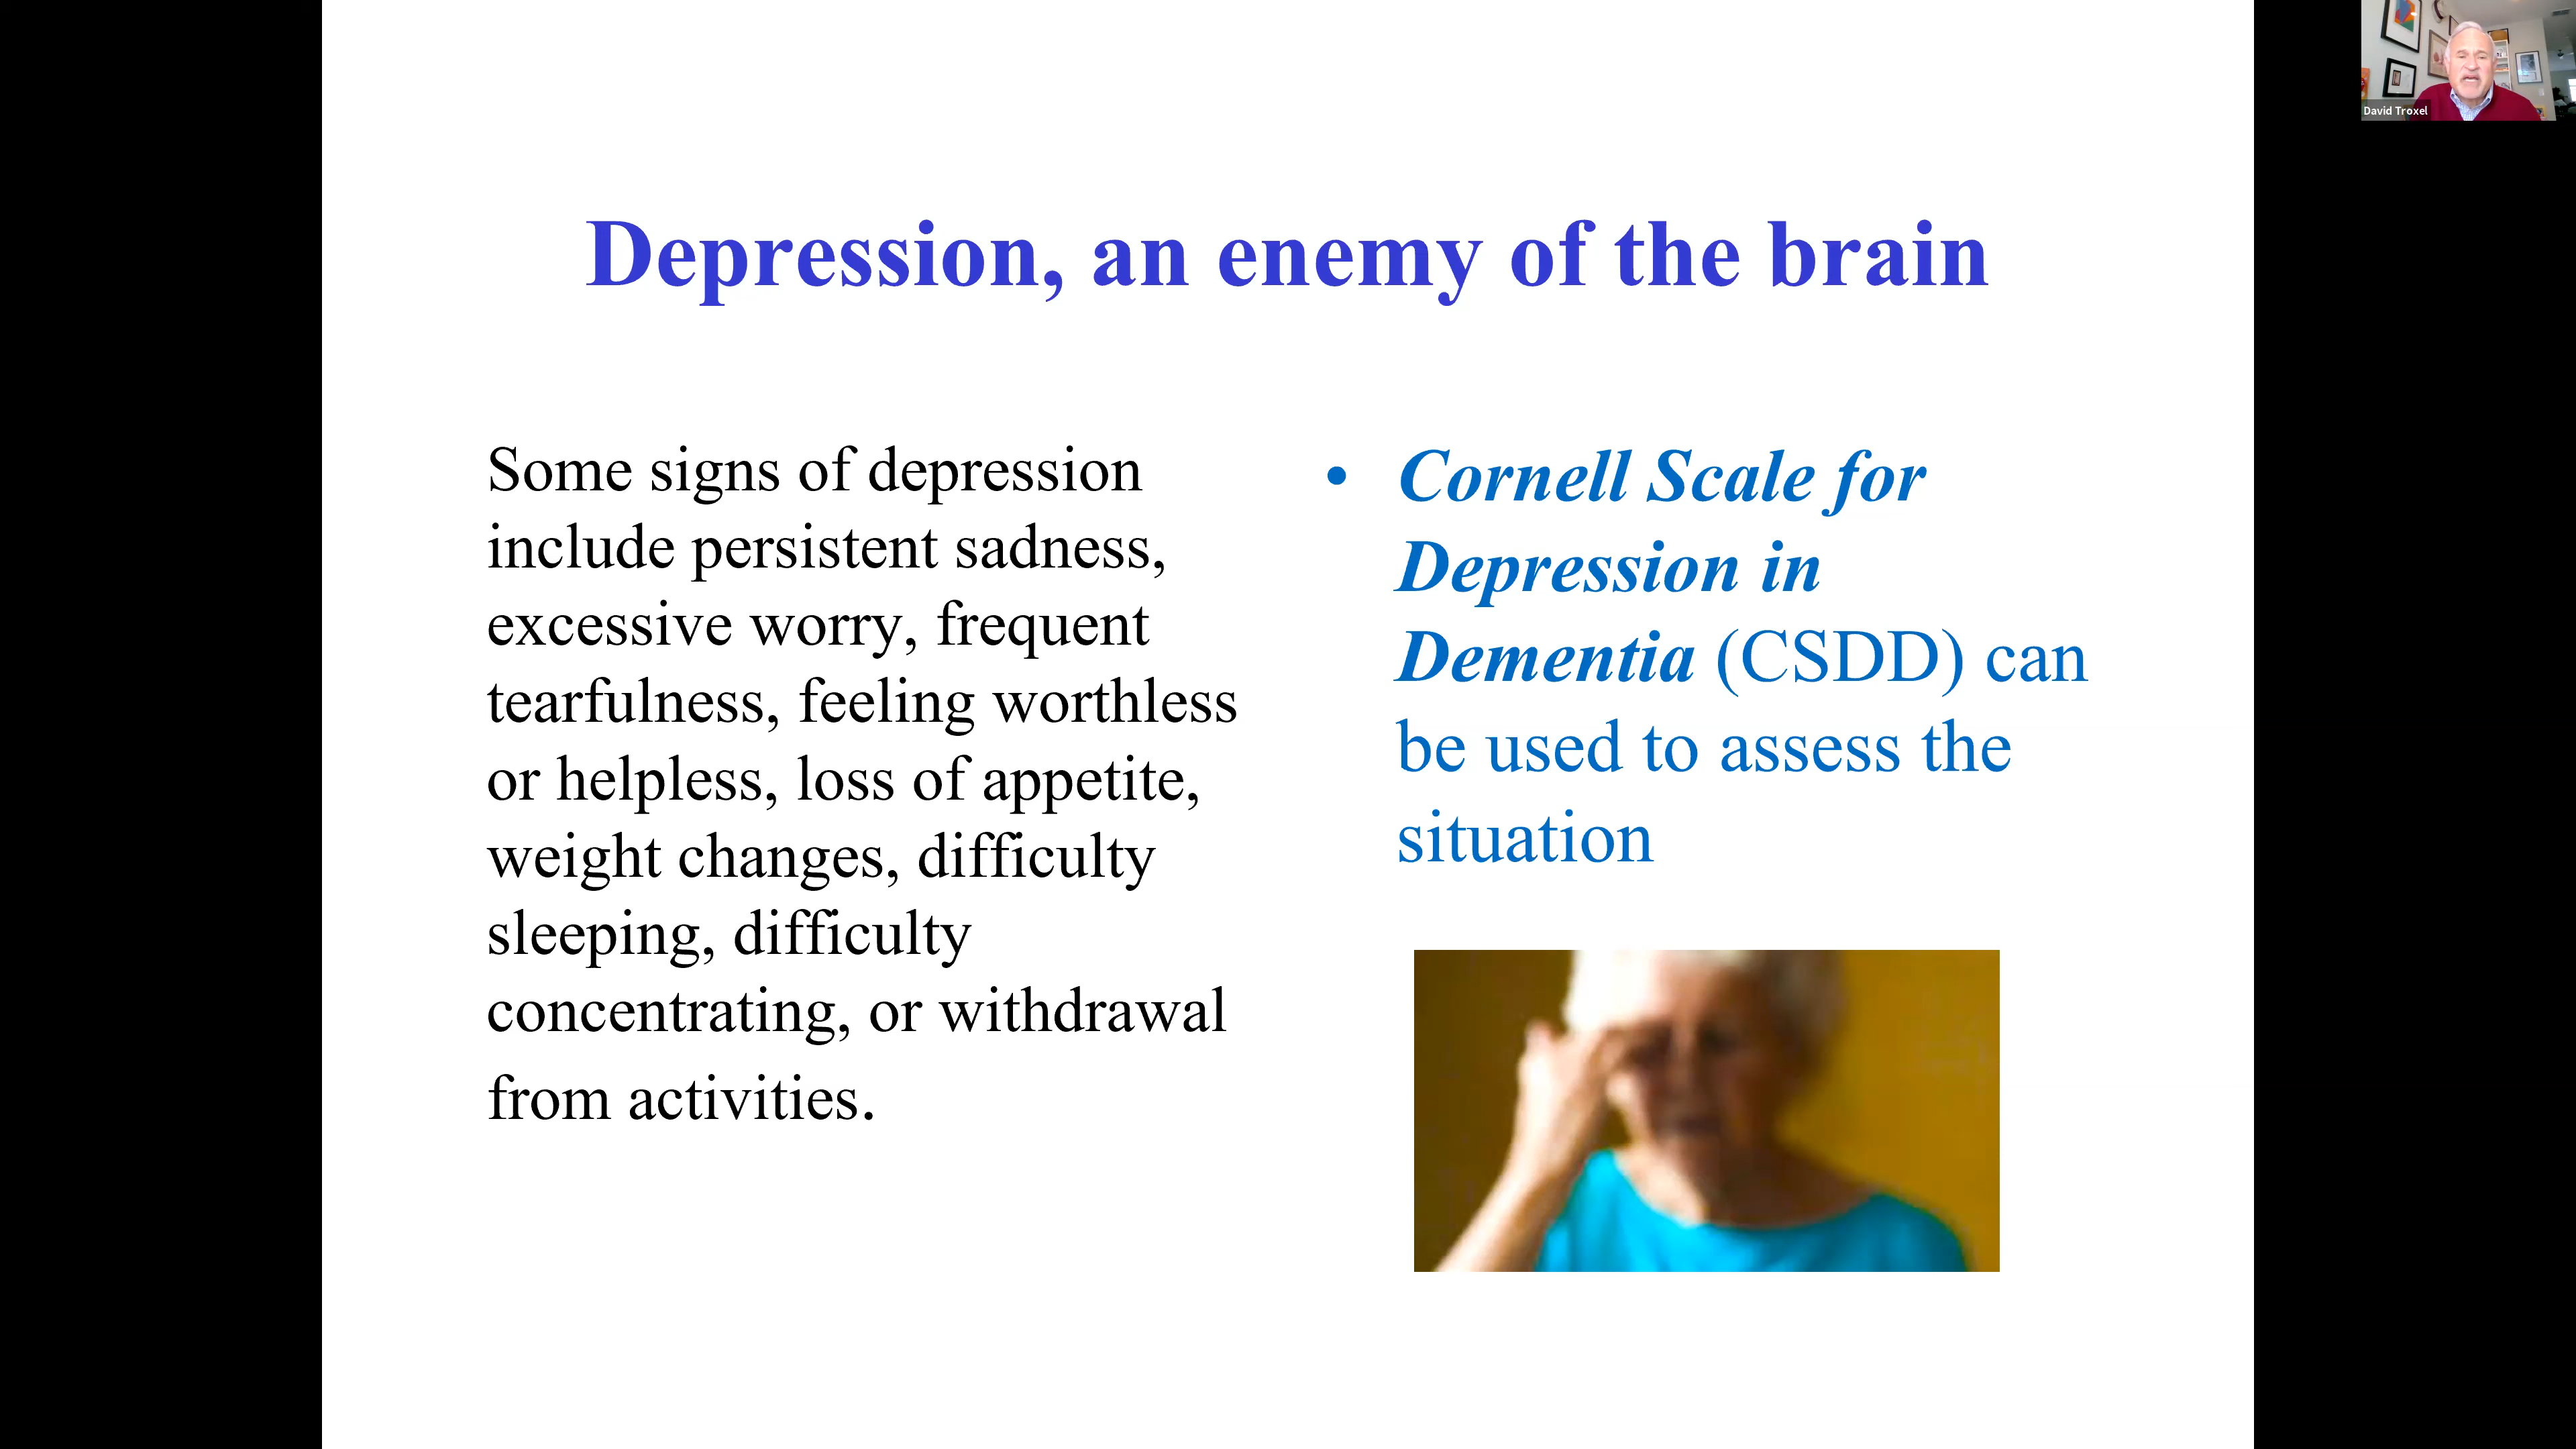 Depression, an enemy of the brain
Some signs of depression
include persistent sadness,
excessive worry, frequent
tearfulness, feeling worthless
or helpless, loss of appetite,
weight changes, difficulty
sleeping, difficulty
concentrating, or withdrawal
from activities.
• Cornell Scale for
Depression in
Dementia (CSDD) can
be used to assess the
situation
David Troxel